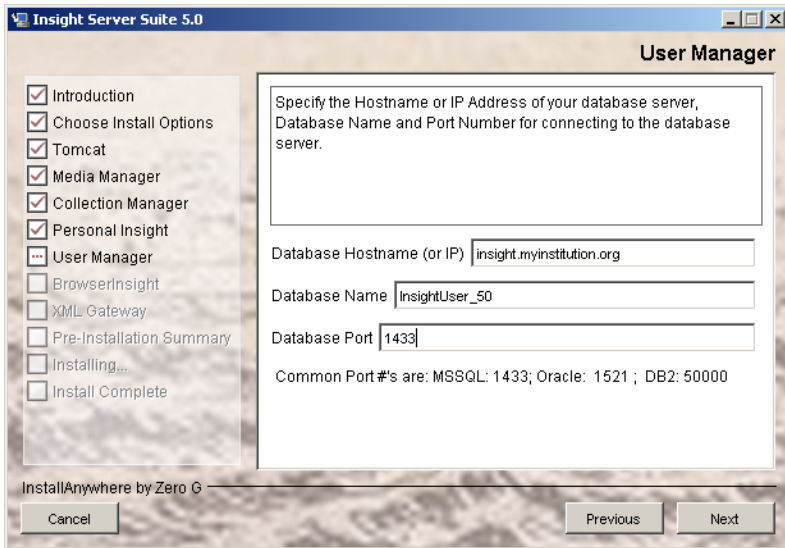 Insight Server Suite 5.0
User Manager
Introduction
Choose Install Options
Tomcat
Media Manager
Collection Manager
Personal Insight
User Manager
BrowserInsight
XML Gateway
Pre-Installation Summary
Installing...
Install Complete
Specify the Hostname or IP Address of your database server,
Database Name and Port Number for connecting to the database
server.
Database Hostname (or IP) insight.myinstitution.org
Database Name InsightUser_50
Database Port 1433
Common Port #'s are: MSSQL: 1433; Oracle: 1521 ; DB2: 50000
InstallAnywhere by Zero G
Cancel Previous Next